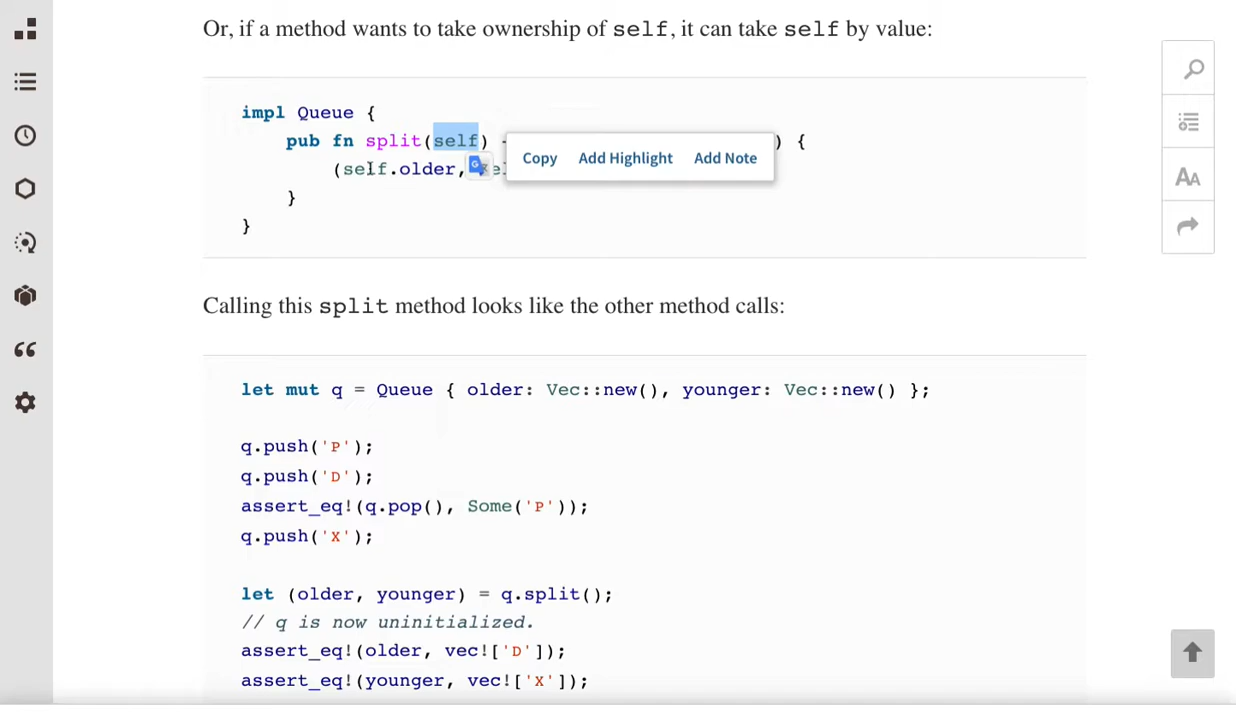 Or, if a method wants to take ownership of self, it can take self by value:
impl Queue {
pub fn split(self) ) {
(self.older,
Copy Add Highlight Add Note
}
}
Calling this split method looks like the other method calls:
let mut q = Queue { older: Vec::new(), younger: Vec::new() };
q.push('P');
q.push('D');
assert_eq!(q.pop(), Some('P'));
q.push('X');
let (older, younger) = q.split();
// q is now uninitialized.
assert_eq!(older, vec!['D']);
assert_eq!(younger, vec!['X']);